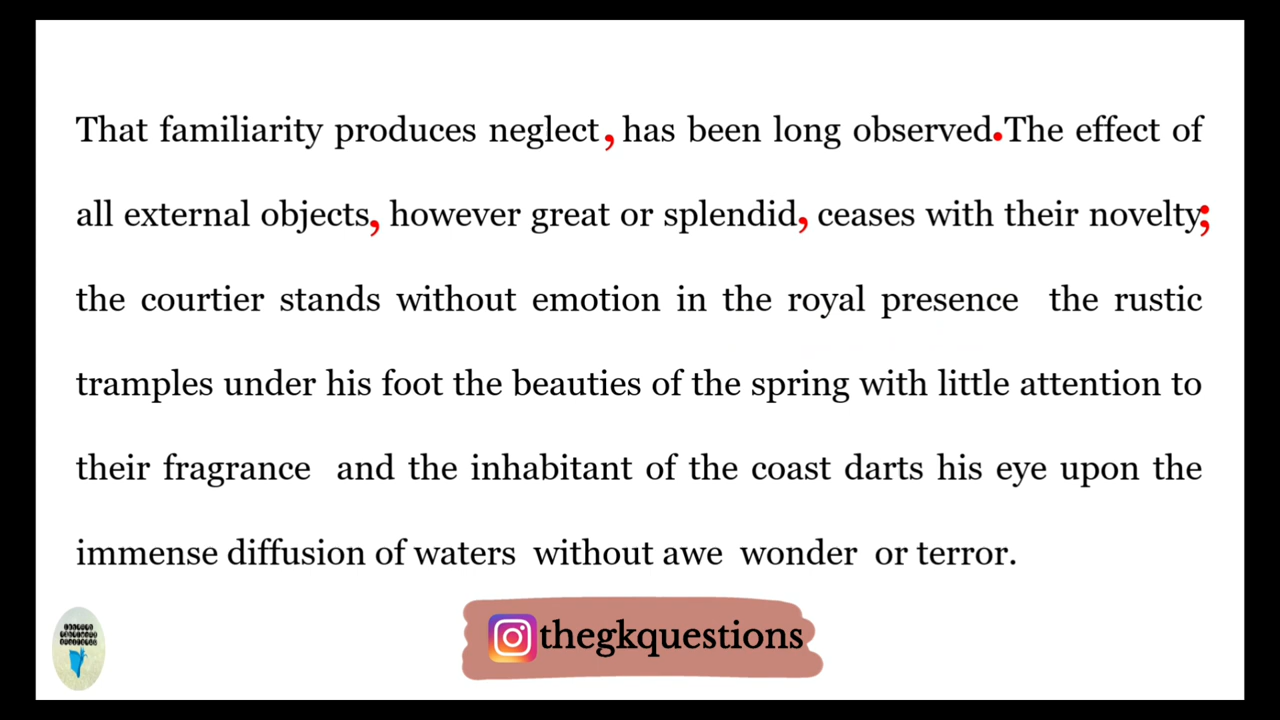 That familiarity produces neglect, has been long observed.The effect of
all external objects, however great or splendid, ceases with their novelty;
the courtier stands without emotion in the royal presence the rustic
tramples under his foot the beauties of the spring with little attention to
their fragrance and the inhabitant of the coast darts his eye upon the
immense diffusion of waters without awe wonder or terror.
thegkquestions